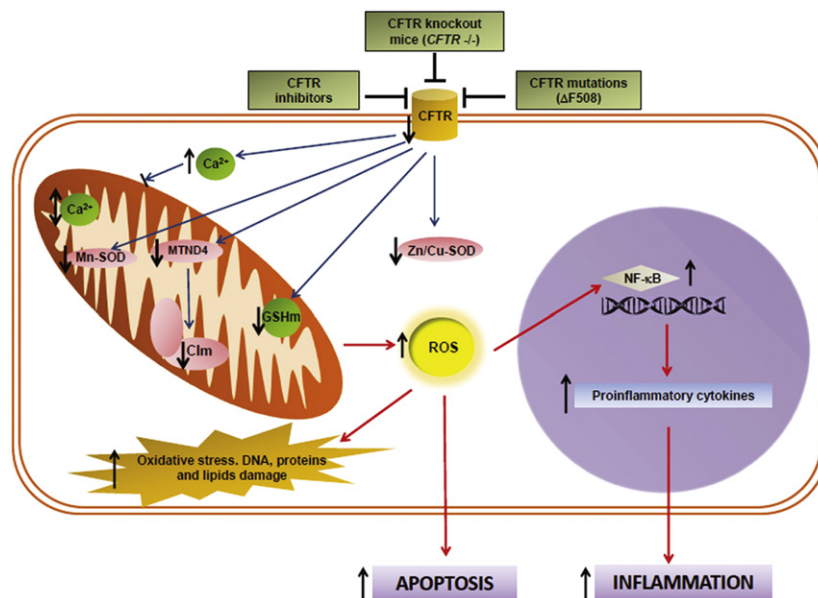 CFTR knockout
mice (CFTR -/-)
CFTR
inhibitors
CFTR mutations
(ΔF508)
CFTR
Ca²⁺
Ca²⁺
Mn-SOD
MTND4
Zn/Cu-SOD
GSHm
CIm
ROS
NF-κB
Proinflammatory cytokines
Oxidative stress. DNA, proteins
and lipids damage
APOPTOSIS
INFLAMMATION